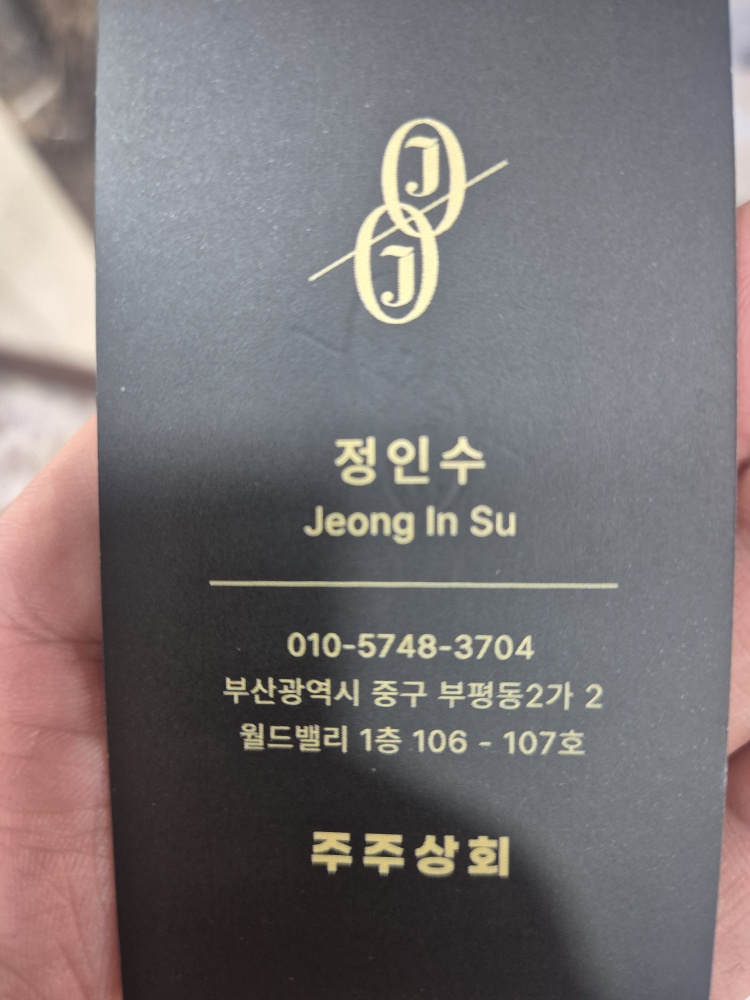 J
J
정인수
Jeong In Su
010-5748-3704
부산광역시 중구 부평동2가 2
월드밸리 1층 106 - 107호
주주상회